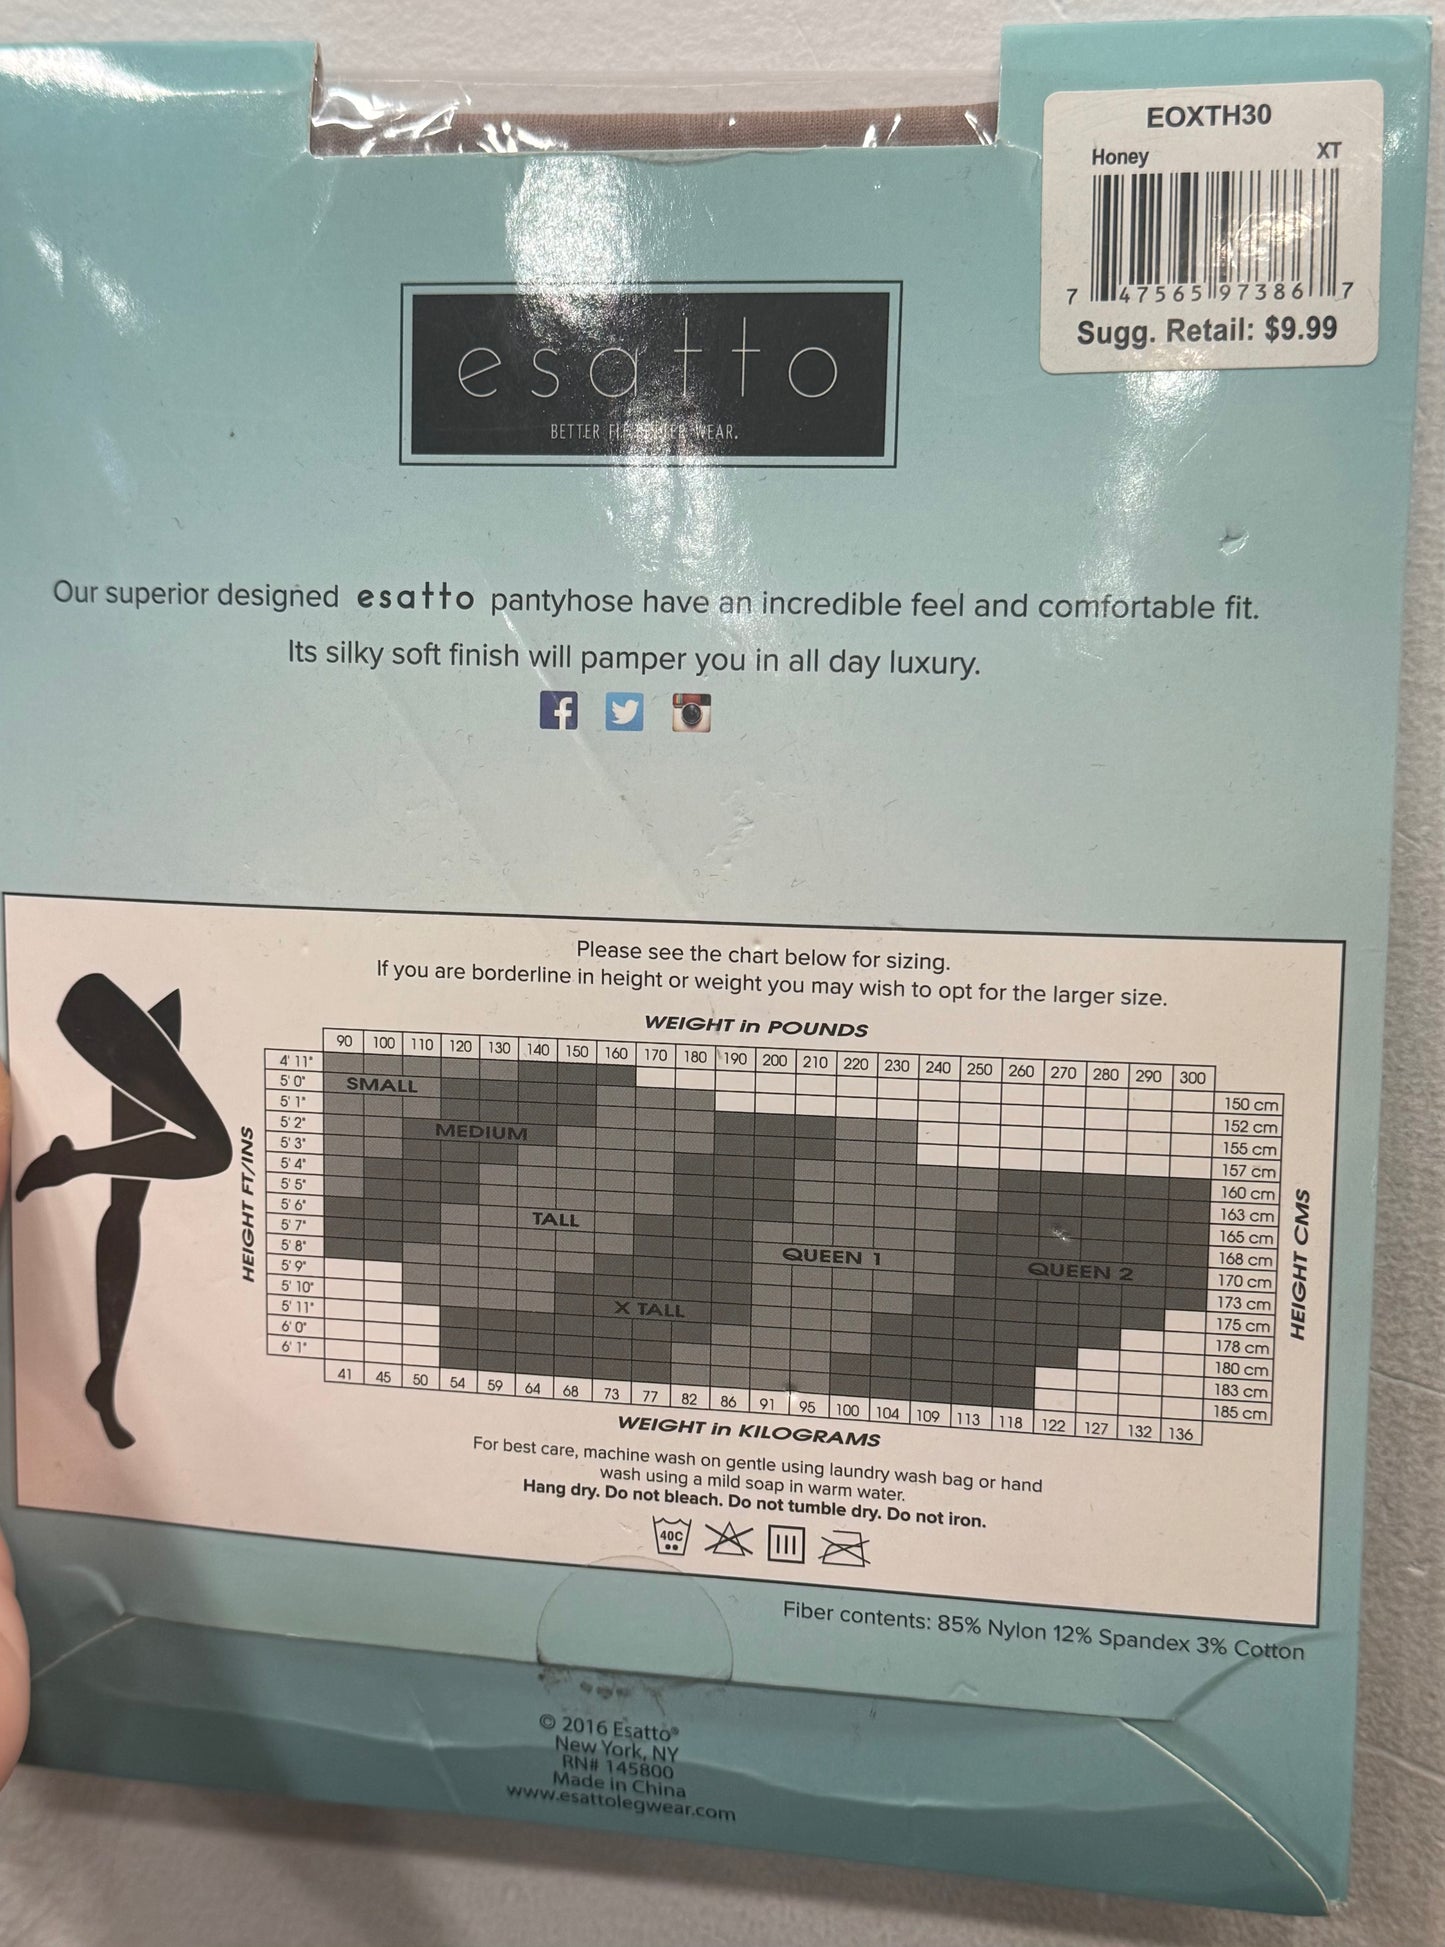 EOXTH30
Honey XT
7 47565 97386 7
Sugg. Retail: $9.99
esatto
BETTER FIT. BETTER WEAR.
Our superior designed esatto pantyhose have an incredible feel and comfortable fit.
Its silky soft finish will pamper you in all day luxury.
Please see the chart below for sizing.
If you are borderline in height or weight you may wish to opt for the larger size.
WEIGHT in POUNDS
90 100 110 120 130 140 150 160 170 180 190 200 210 220 230 240 250 260 270 280 290 300
HEIGHT FT/INS
4' 11"
5' 0"
5' 1"
5' 2"
5' 3"
5' 4"
5' 5"
5' 6"
5' 7"
5' 8"
5' 9"
5' 10"
5' 11"
6' 0"
6' 1"
SMALL
MEDIUM
TALL
X TALL
QUEEN 1
QUEEN 2
150 cm
152 cm
155 cm
157 cm
160 cm
163 cm
165 cm
168 cm
170 cm
173 cm
175 cm
178 cm
180 cm
183 cm
185 cm
HEIGHT CMS
41 45 50 54 59 64 68 73 77 82 86 91 95 100 104 109 113 118 122 127 132 136
WEIGHT in KILOGRAMS
For best care, machine wash on gentle using laundry wash bag or hand
wash using a mild soap in warm water.
Hang dry. Do not bleach. Do not tumble dry. Do not iron.
40C
Fiber contents: 85% Nylon 12% Spandex 3% Cotton
© 2016 Esatto®
New York, NY
RN# 145800
Made in China
www.esattolegwear.com